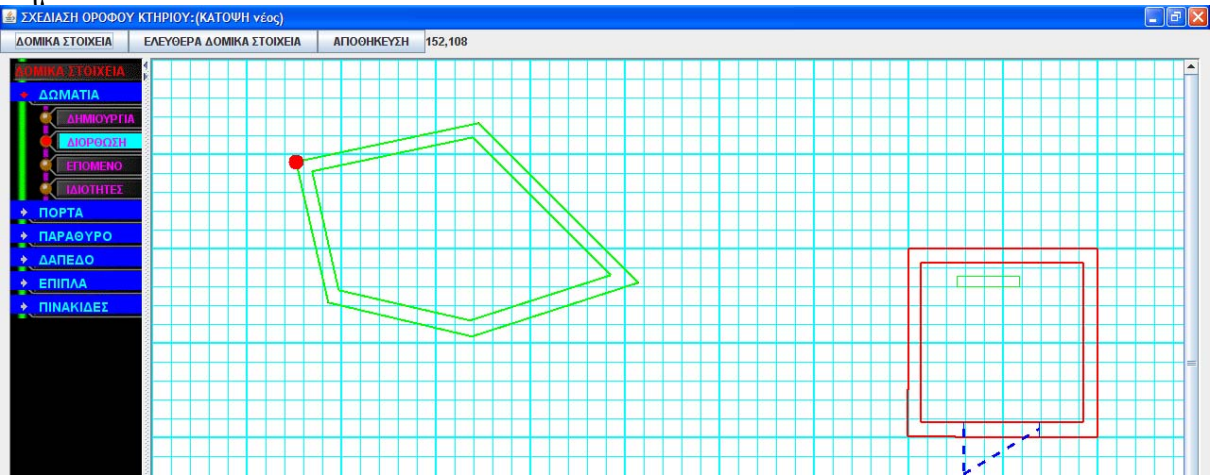 ΣΧΕΔΙΑΣΗ ΟΡΟΦΟΥ ΚΤΗΡΙΟΥ:(ΚΑΤΟΨΗ νέος)
ΔΟΜΙΚΑ ΣΤΟΙΧΕΙΑ ΕΛΕΥΘΕΡΑ ΔΟΜΙΚΑ ΣΤΟΙΧΕΙΑ ΑΠΟΘΗΚΕΥΣΗ 152,108
ΔΟΜΙΚΑ ΣΤΟΙΧΕΙΑ
ΔΩΜΑΤΙΑ
ΔΗΜΙΟΥΡΓΙΑ
ΔΙΟΡΘΩΣΗ
ΕΠΟΜΕΝΟ
ΙΔΙΟΤΗΤΕΣ
ΠΟΡΤΑ
ΠΑΡΑΘΥΡΟ
ΔΑΠΕΔΟ
ΕΠΙΠΛΑ
ΠΙΝΑΚΙΔΕΣ